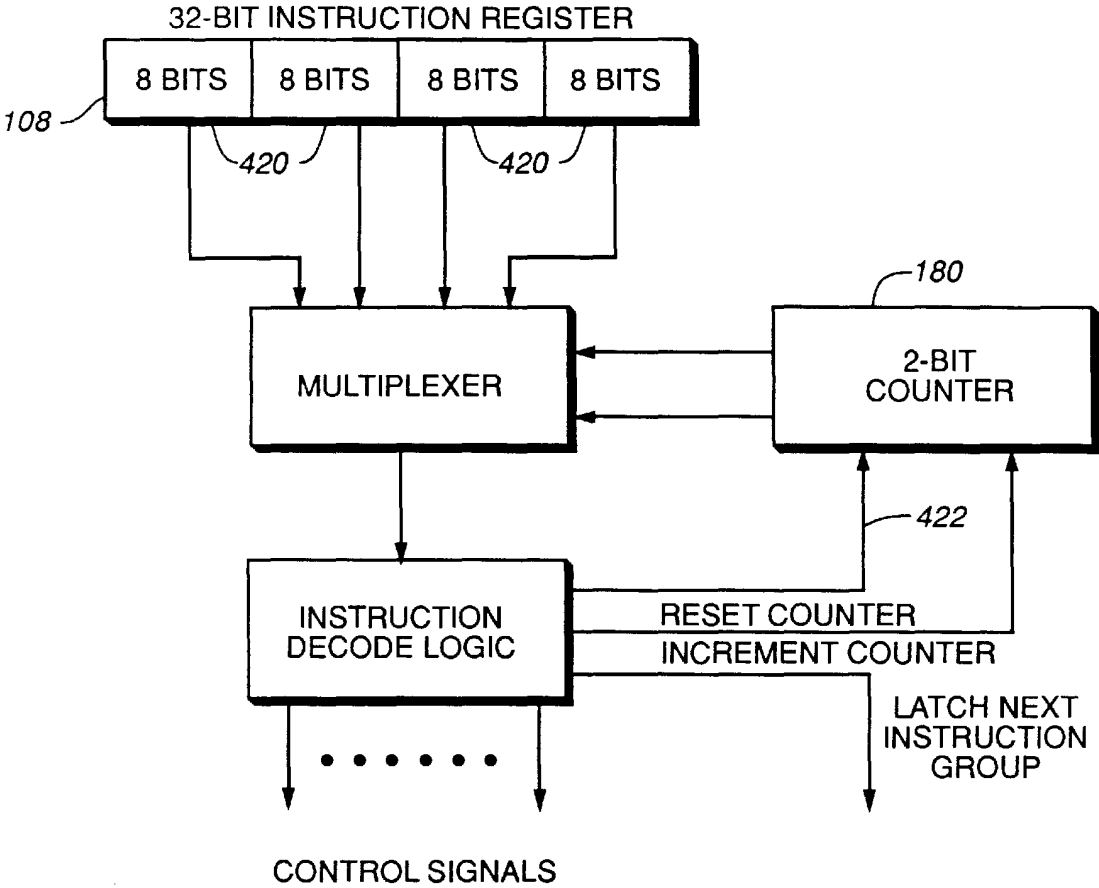 32-BIT INSTRUCTION REGISTER
8 BITS 8 BITS 8 BITS 8 BITS
108
420 420
180
MULTIPLEXER
2-BIT
COUNTER
422
INSTRUCTION
DECODE LOGIC
RESET COUNTER
INCREMENT COUNTER
LATCH NEXT
INSTRUCTION
GROUP
CONTROL SIGNALS